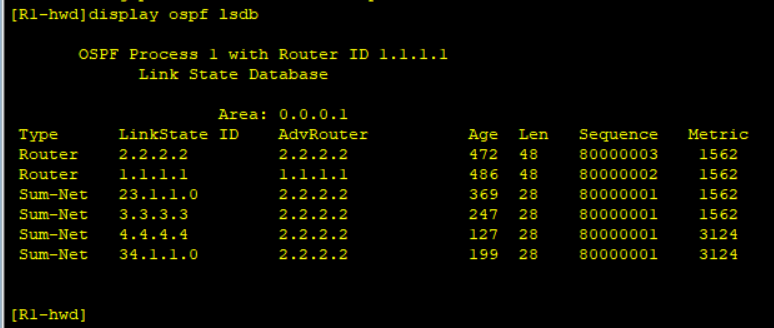 [R1-hwd]display ospf lsdb
OSPF Process 1 with Router ID 1.1.1.1
Link State Database
Area: 0.0.0.1
Type LinkState ID AdvRouter Age Len Sequence Metric
Router 2.2.2.2 2.2.2.2 472 48 80000003 1562
Router 1.1.1.1 1.1.1.1 486 48 80000002 1562
Sum-Net 23.1.1.0 2.2.2.2 369 28 80000001 1562
Sum-Net 3.3.3.3 2.2.2.2 247 28 80000001 1562
Sum-Net 4.4.4.4 2.2.2.2 127 28 80000001 3124
Sum-Net 34.1.1.0 2.2.2.2 199 28 80000001 3124
[R1-hwd]